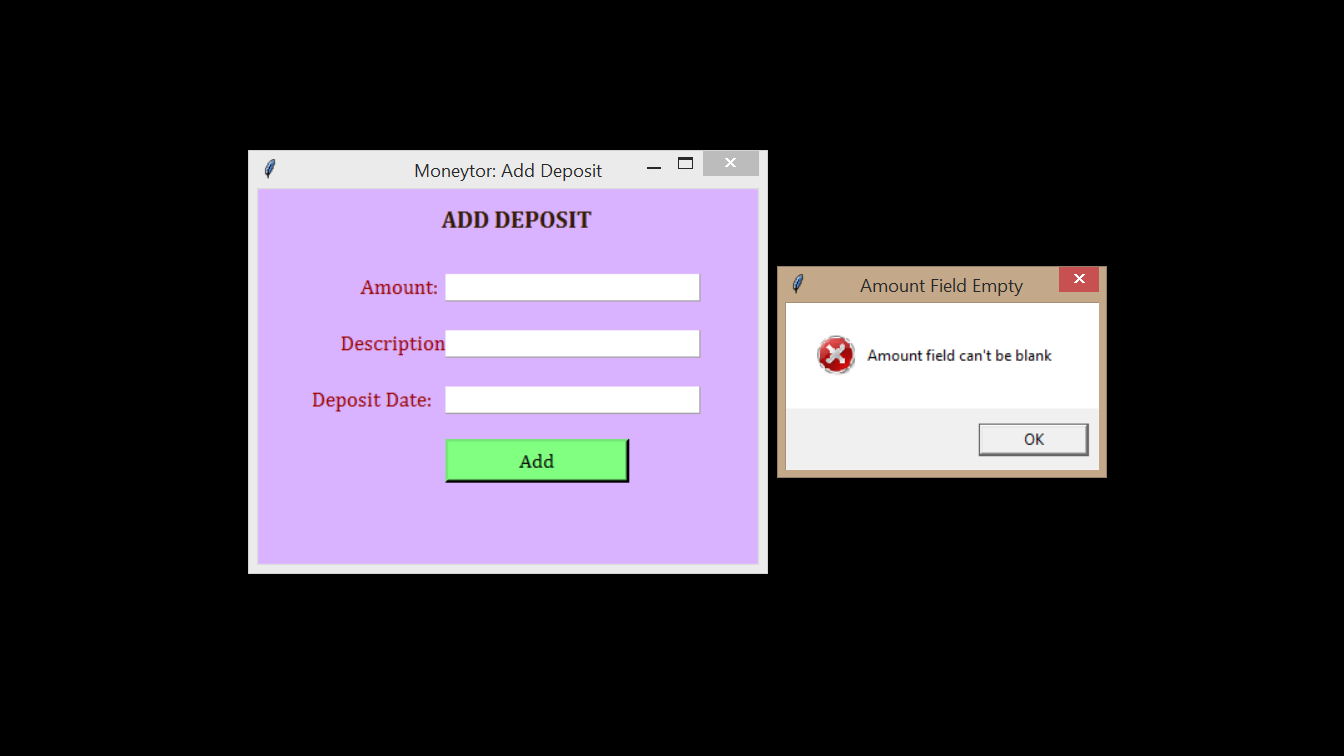 Moneytor: Add Deposit
ADD DEPOSIT
Amount:
Description
Deposit Date:
Add
Amount Field Empty
Amount field can't be blank
OK